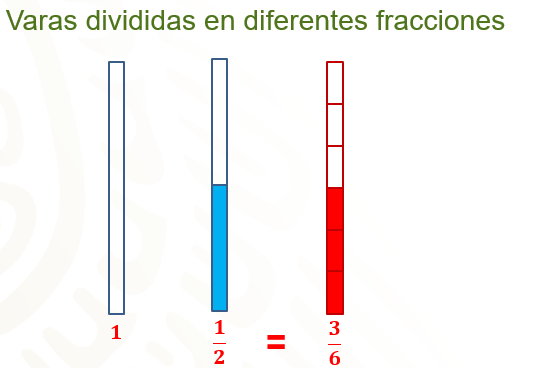 Varas divididas en diferentes fracciones
1
1/2 = 3/6